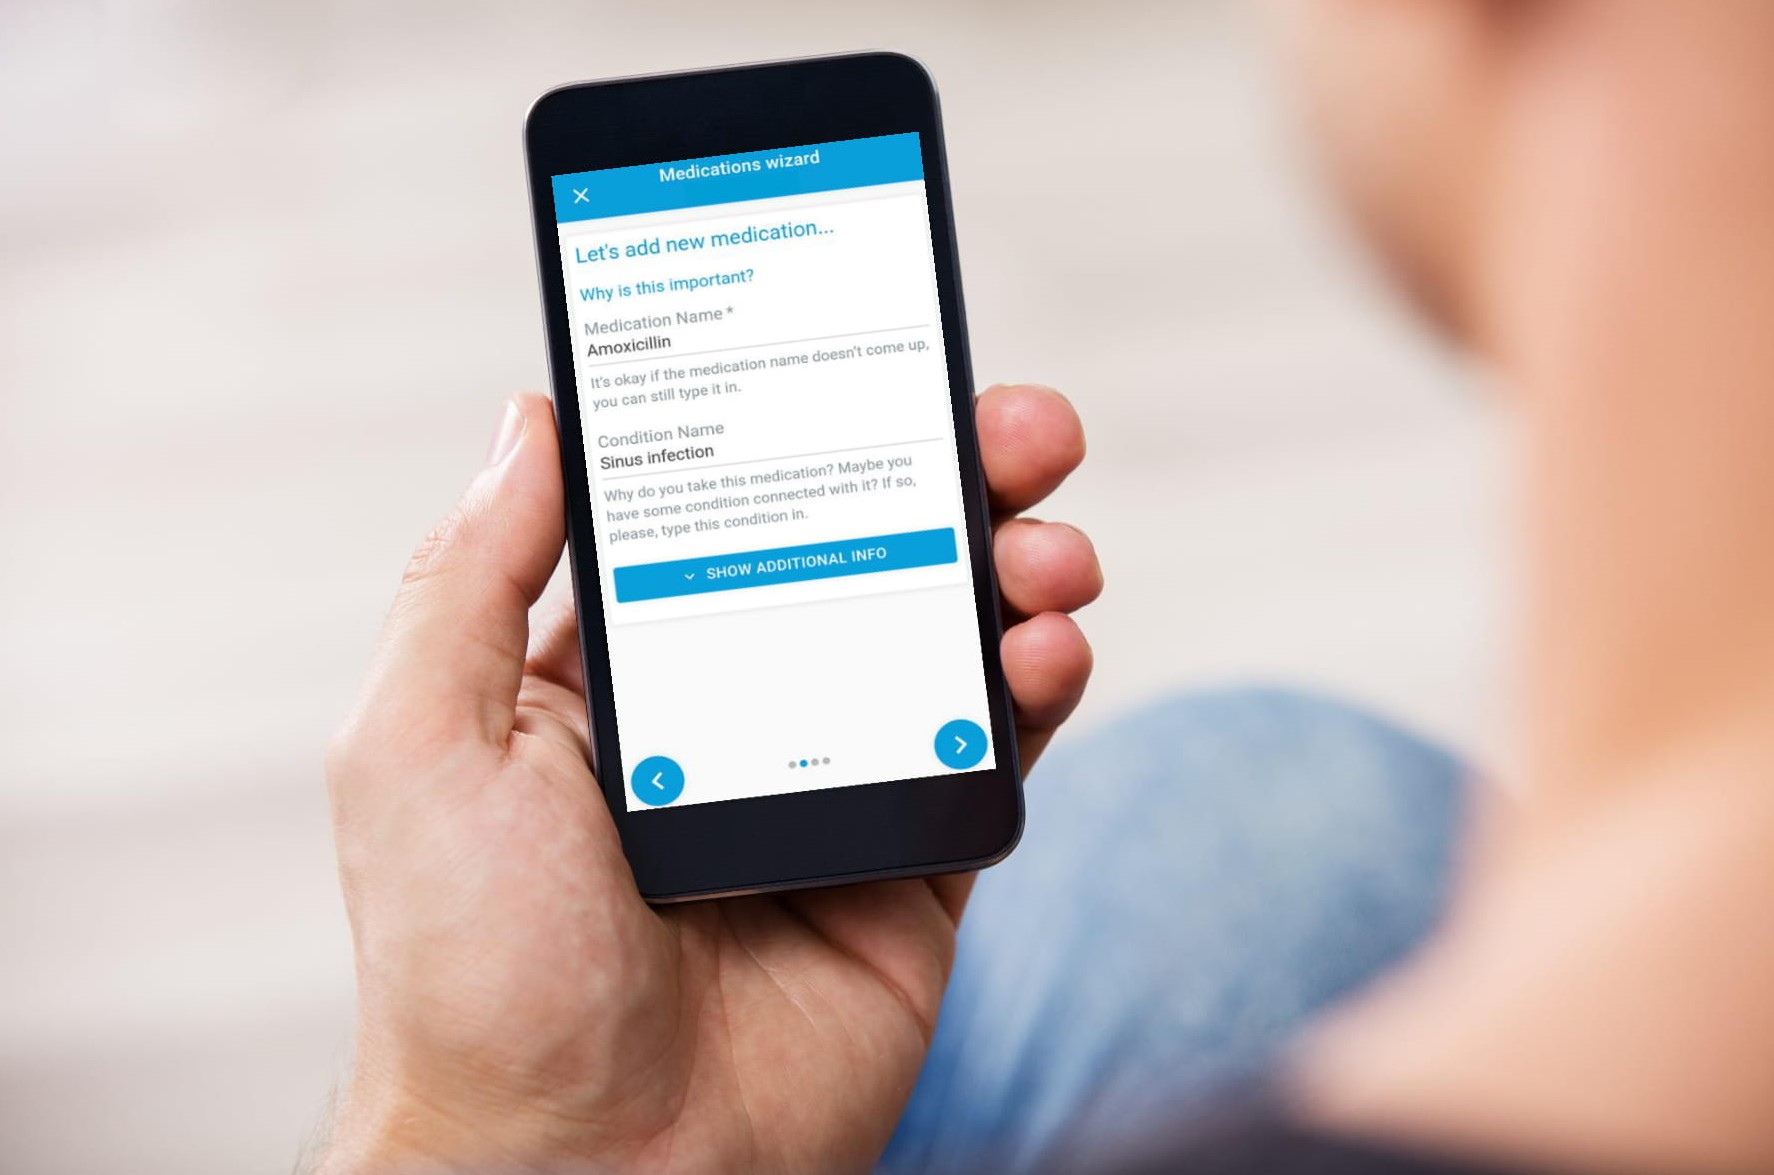 Medications wizard
Let's add new medication...
Why is this important?
Medication Name *
Amoxicillin
It's okay if the medication name doesn't come up,
you can still type it in.
Condition Name
Sinus infection
Why do you take this medication? Maybe you
have some condition connected with it? If so,
please, type this condition in.
SHOW ADDITIONAL INFO